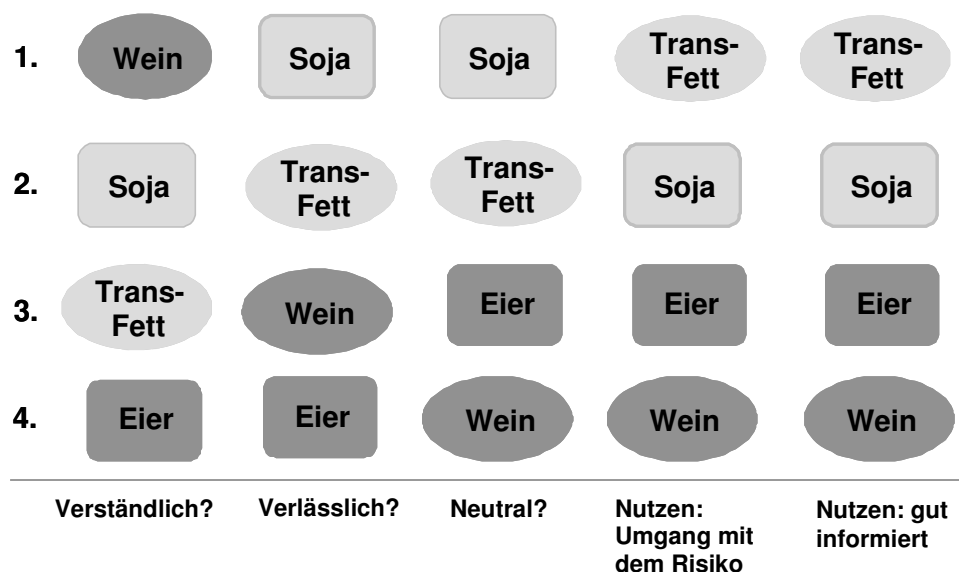 1. Wein Soja Soja Trans-Fett Trans-Fett
2. Soja Trans-Fett Trans-Fett Soja Soja
3. Trans-Fett Wein Eier Eier Eier
4. Eier Eier Wein Wein Wein
Verständlich? Verlässlich? Neutral? Nutzen: Nutzen: gut
Umgang mit informiert
dem Risiko